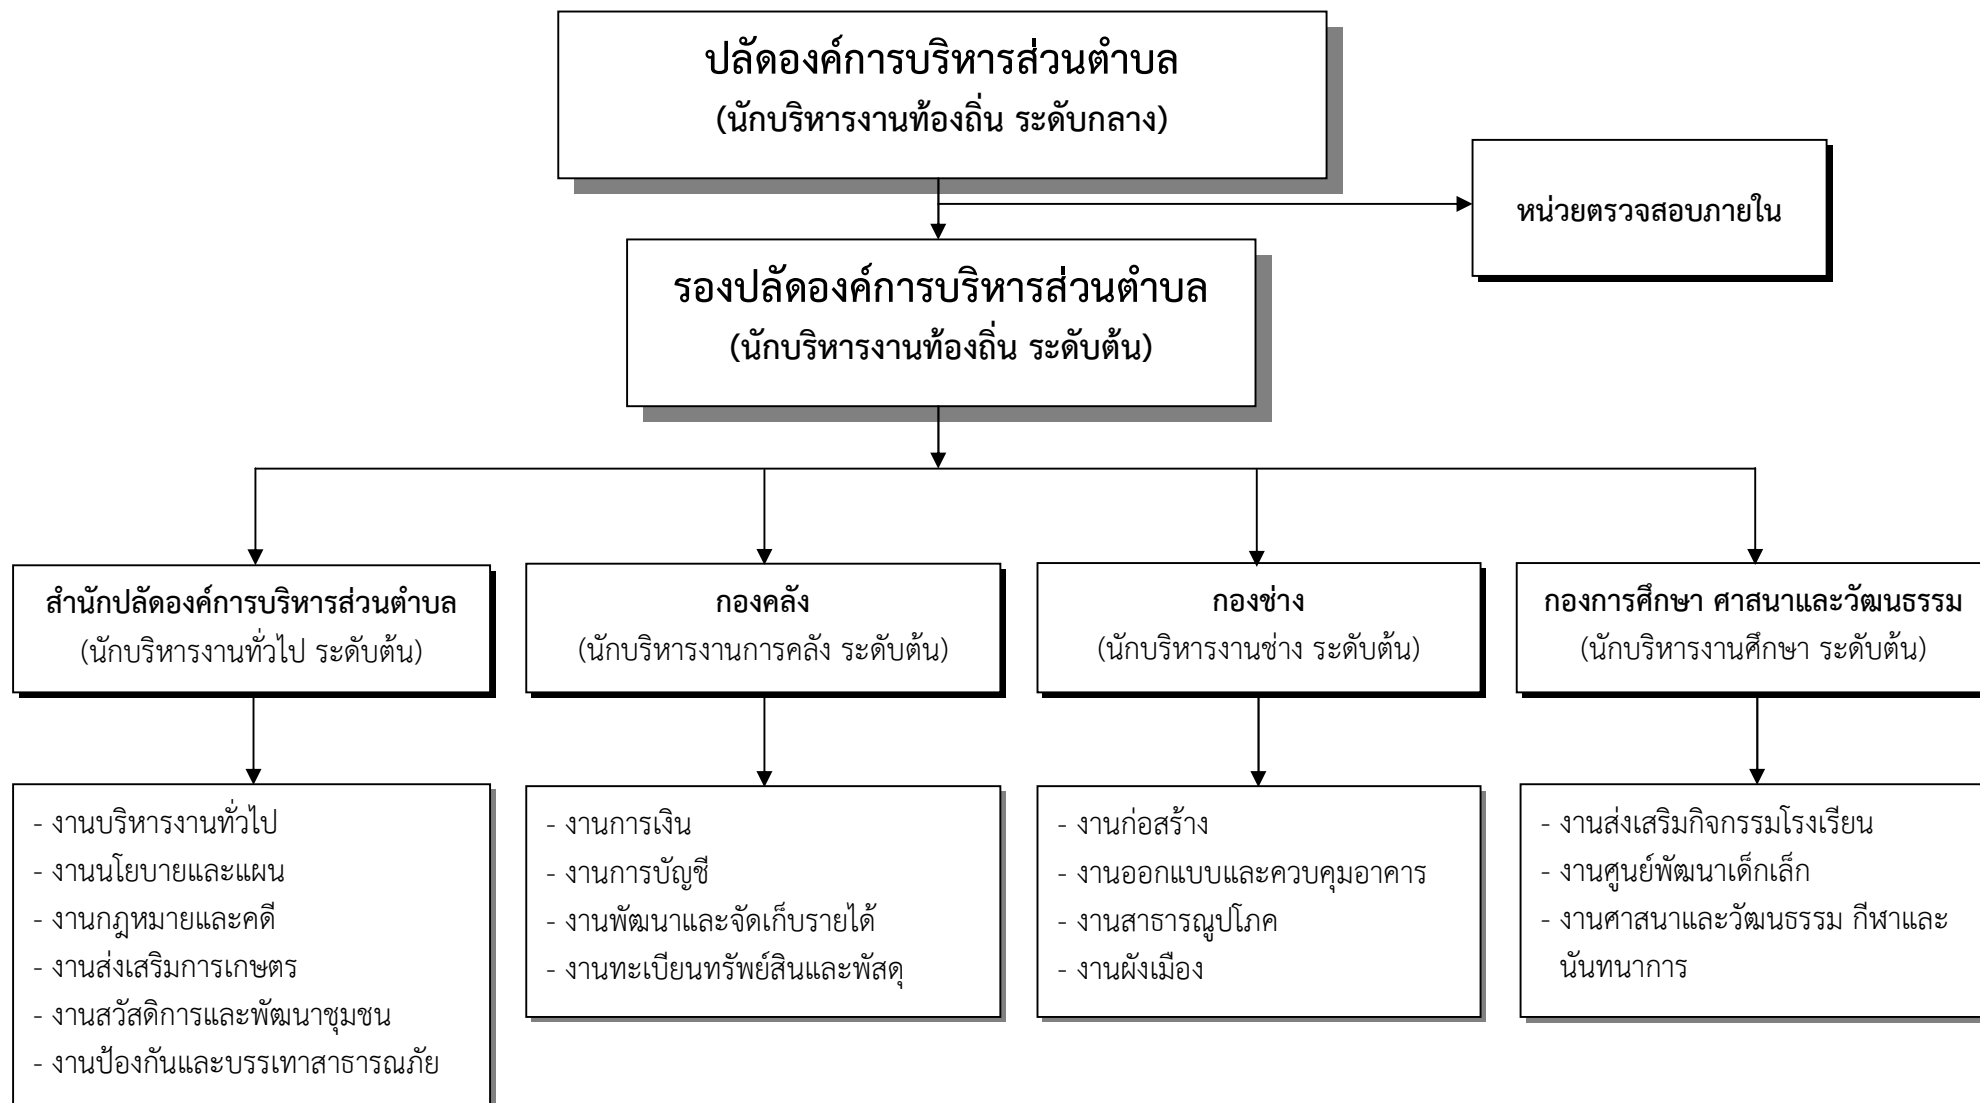 ปลัดองค์การบริหารส่วนตำบล
(นักบริหารงานท้องถิ่น ระดับกลาง)
หน่วยตรวจสอบภายใน
รองปลัดองค์การบริหารส่วนตำบล
(นักบริหารงานท้องถิ่น ระดับต้น)
สำนักปลัดองค์การบริหารส่วนตำบล
(นักบริหารงานทั่วไป ระดับต้น)
กองคลัง
(นักบริหารงานการคลัง ระดับต้น)
กองช่าง
(นักบริหารงานช่าง ระดับต้น)
กองการศึกษา ศาสนาและวัฒนธรรม
(นักบริหารงานศึกษา ระดับต้น)
- งานบริหารงานทั่วไป
- งานนโยบายและแผน
- งานกฎหมายและคดี
- งานส่งเสริมการเกษตร
- งานสวัสดิการและพัฒนาชุมชน
- งานป้องกันและบรรเทาสาธารณภัย
- งานการเงิน
- งานการบัญชี
- งานพัฒนาและจัดเก็บรายได้
- งานทะเบียนทรัพย์สินและพัสดุ
- งานก่อสร้าง
- งานออกแบบและควบคุมอาคาร
- งานสาธารณูปโภค
- งานผังเมือง
- งานส่งเสริมกิจกรรมโรงเรียน
- งานศูนย์พัฒนาเด็กเล็ก
- งานศาสนาและวัฒนธรรม กีฬาและ
นันทนาการ